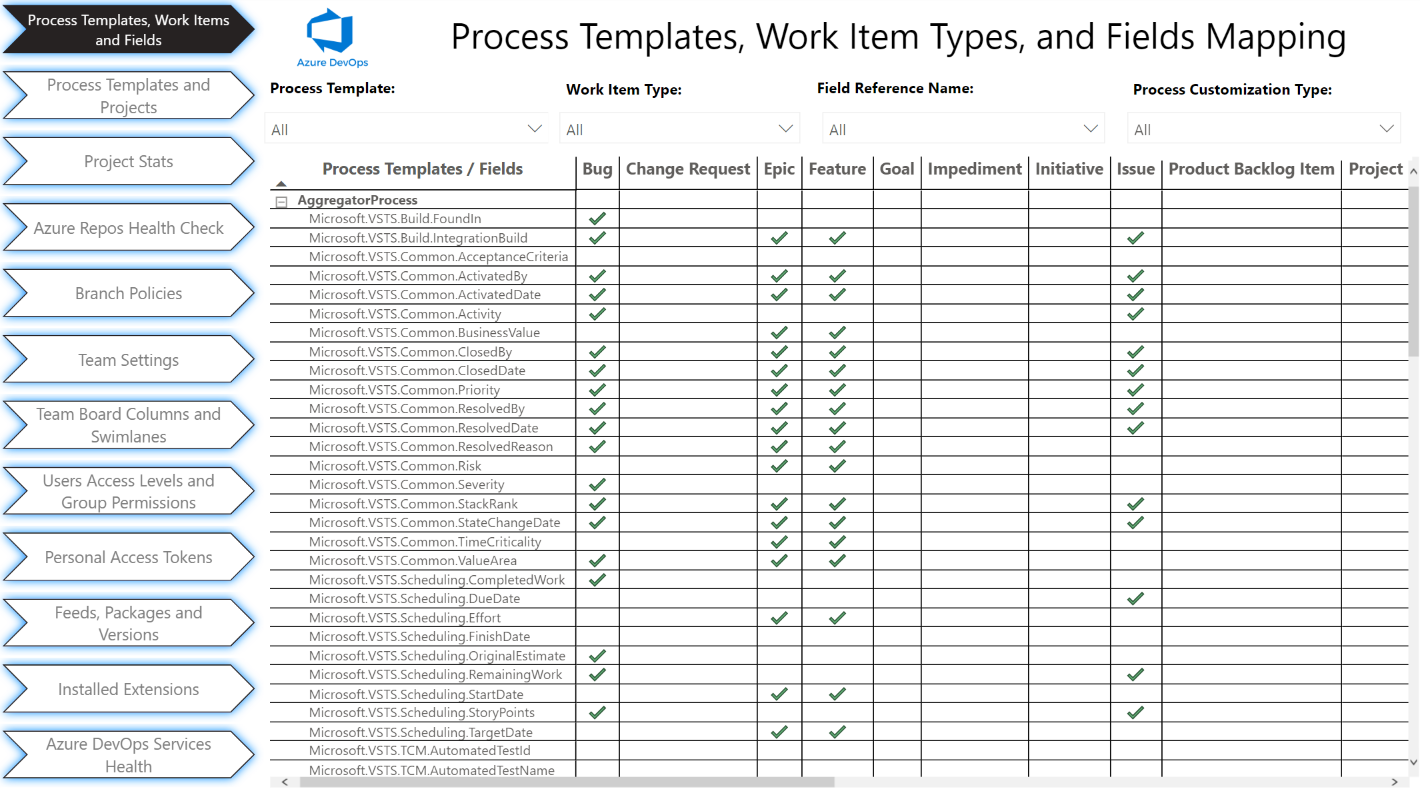 Process Templates, Work Items
and Fields
Process Templates and
Projects
Project Stats
Azure Repos Health Check
Branch Policies
Team Settings
Team Board Columns and
Swimlanes
Users Access Levels and
Group Permissions
Personal Access Tokens
Feeds, Packages and
Versions
Installed Extensions
Azure DevOps Services
Health
Azure DevOps
Process Templates, Work Item Types, and Fields Mapping
Process Template: Work Item Type: Field Reference Name: Process Customization Type:
All All All All
Process Templates / Fields Bug Change Request Epic Feature Goal Impediment Initiative Issue Product Backlog Item Project
AggregatorProcess
Microsoft.VSTS.Build.FoundIn
Microsoft.VSTS.Build.IntegrationBuild
Microsoft.VSTS.Common.AcceptanceCriteria
Microsoft.VSTS.Common.ActivatedBy
Microsoft.VSTS.Common.ActivatedDate
Microsoft.VSTS.Common.Activity
Microsoft.VSTS.Common.BusinessValue
Microsoft.VSTS.Common.ClosedBy
Microsoft.VSTS.Common.ClosedDate
Microsoft.VSTS.Common.Priority
Microsoft.VSTS.Common.ResolvedBy
Microsoft.VSTS.Common.ResolvedDate
Microsoft.VSTS.Common.ResolvedReason
Microsoft.VSTS.Common.Risk
Microsoft.VSTS.Common.Severity
Microsoft.VSTS.Common.StackRank
Microsoft.VSTS.Common.StateChangeDate
Microsoft.VSTS.Common.TimeCriticality
Microsoft.VSTS.Common.ValueArea
Microsoft.VSTS.Scheduling.CompletedWork
Microsoft.VSTS.Scheduling.DueDate
Microsoft.VSTS.Scheduling.Effort
Microsoft.VSTS.Scheduling.FinishDate
Microsoft.VSTS.Scheduling.OriginalEstimate
Microsoft.VSTS.Scheduling.RemainingWork
Microsoft.VSTS.Scheduling.StartDate
Microsoft.VSTS.Scheduling.StoryPoints
Microsoft.VSTS.Scheduling.TargetDate
Microsoft.VSTS.TCM.AutomatedTestId
Microsoft.VSTS.TCM.AutomatedTestName